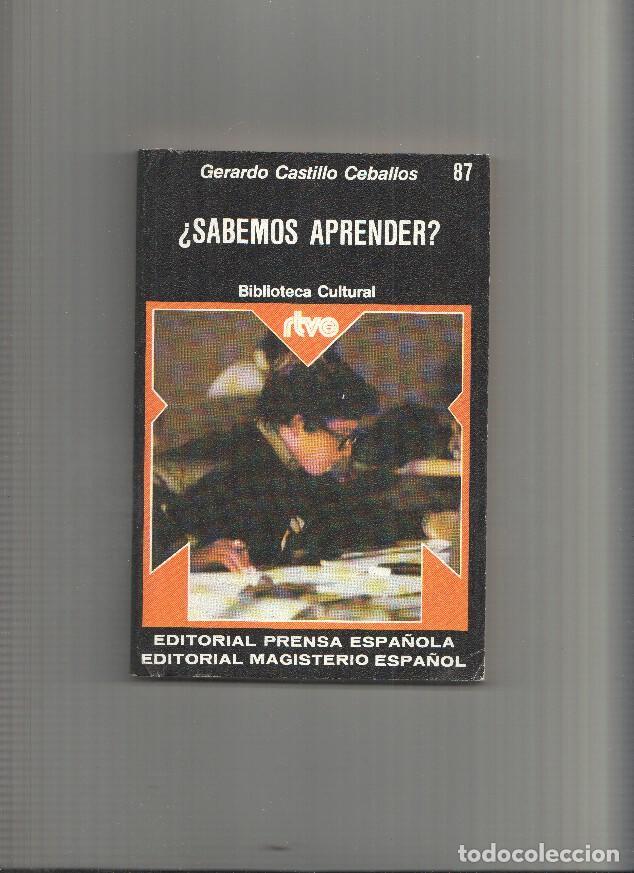 Gerardo Castillo Ceballos 87
¿SABEMOS APRENDER?
Biblioteca Cultural
rtve
EDITORIAL PRENSA ESPAÑOLA
EDITORIAL MAGISTERIO ESPAÑOL
todocoleccion